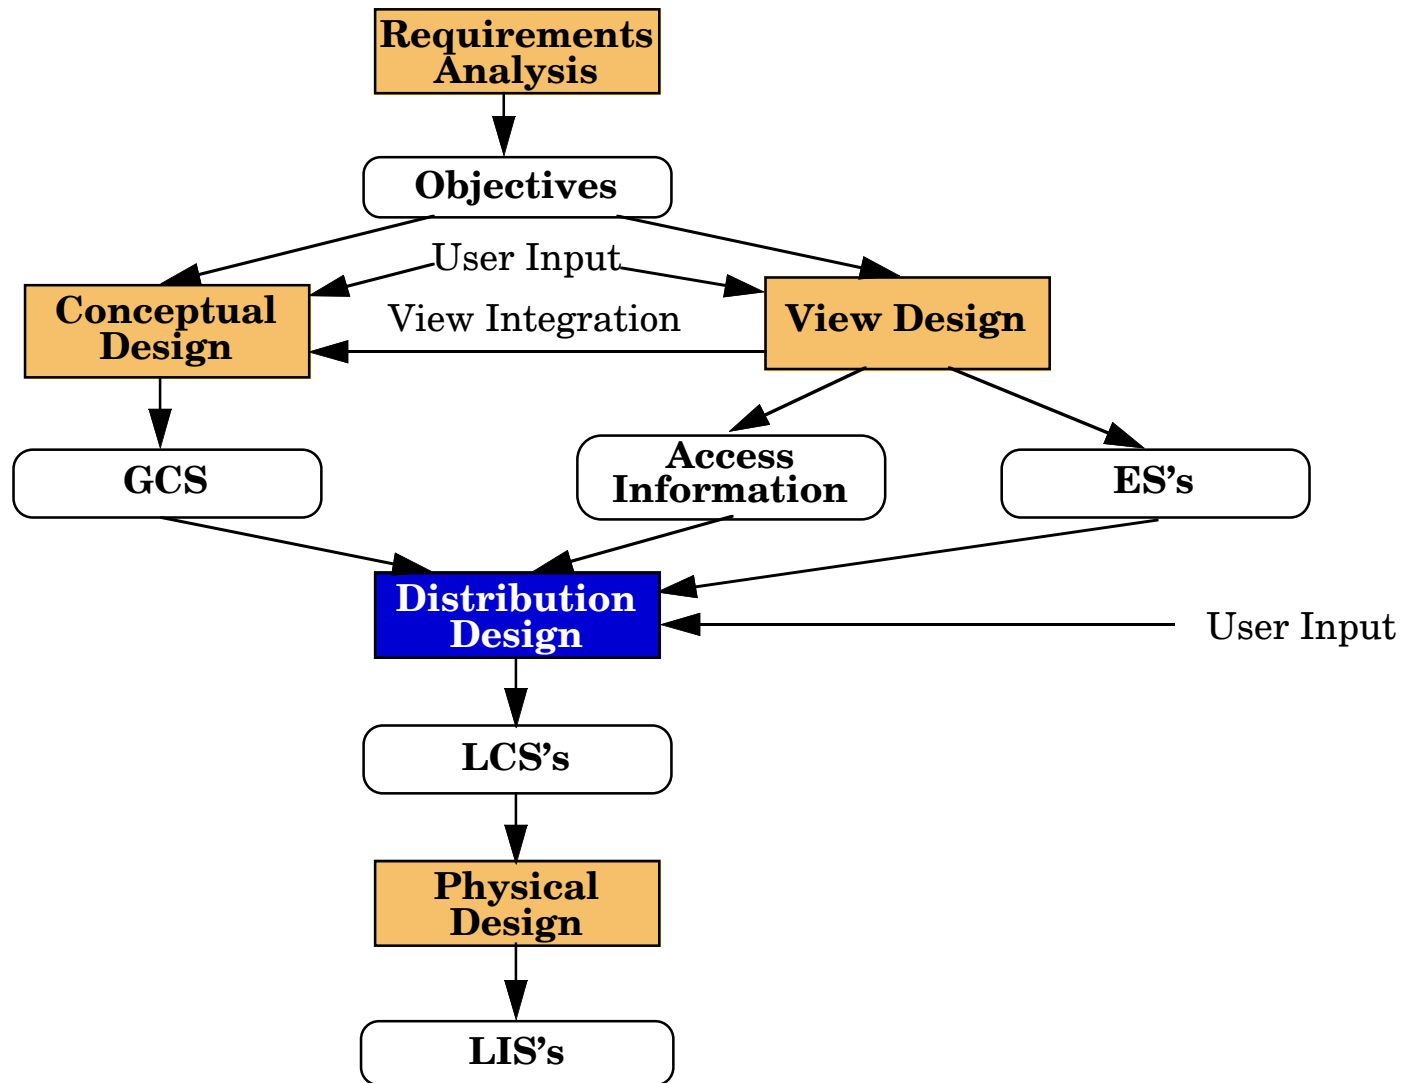 Requirements
Analysis
Objectives
User Input
Conceptual
Design
View Integration
View Design
GCS
Access
Information
ES’s
Distribution
Design
User Input
LCS’s
Physical
Design
LIS’s